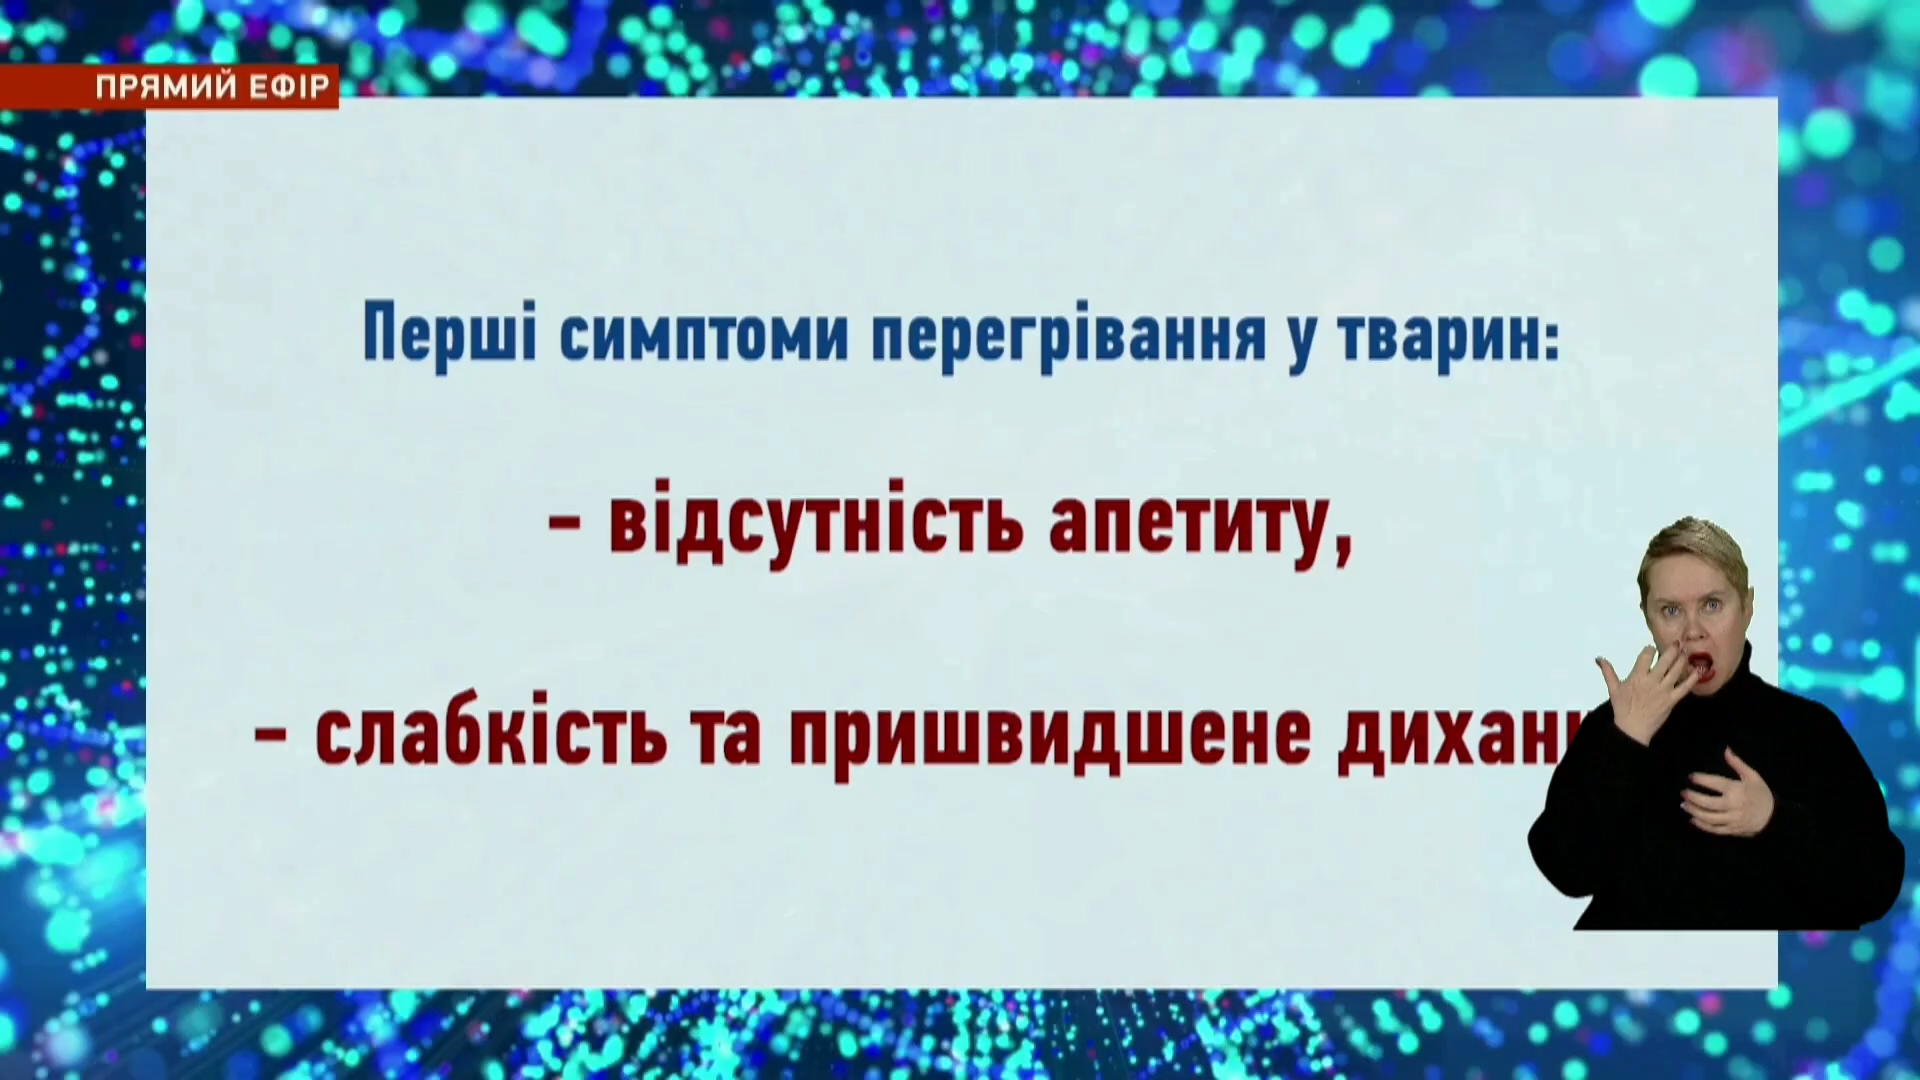 ПРЯМИЙ ЕФІР
Перші симптоми перегрівання у тварин:
– відсутність апетиту,
– слабкість та пришвидшене